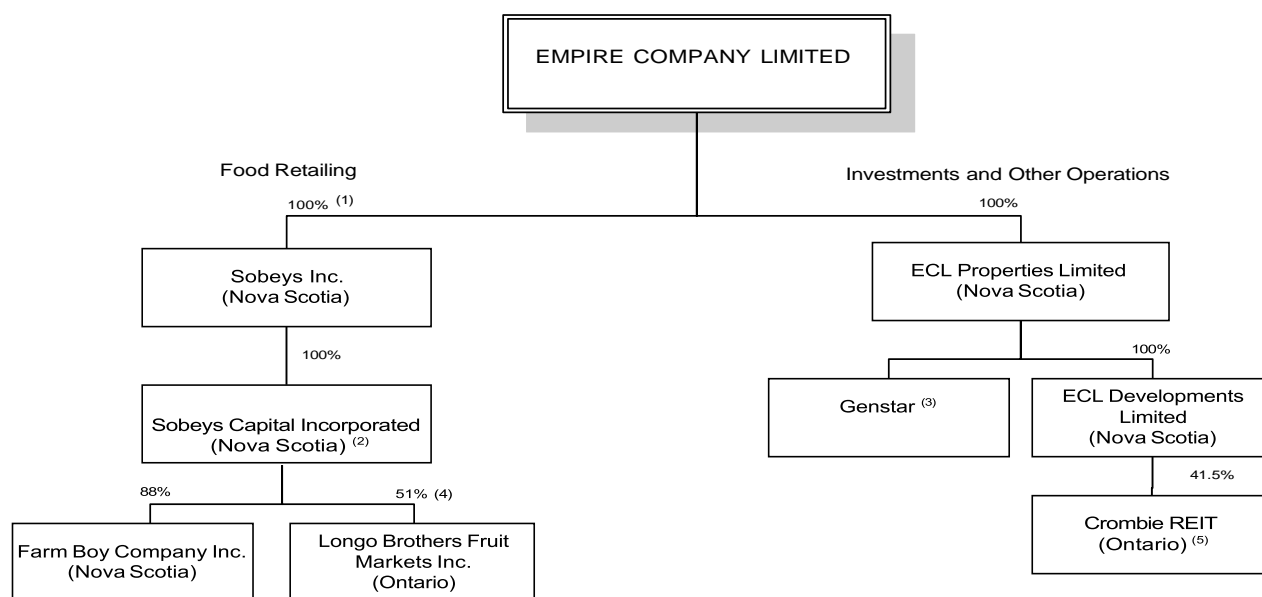 EMPIRE COMPANY LIMITED
Food Retailing
Investments and Other Operations
100% (1)
100%
Sobeys Inc.
(Nova Scotia)
ECL Properties Limited
(Nova Scotia)
100%
100%
Sobeys Capital Incorporated
(Nova Scotia) (2)
Genstar (3)
ECL Developments
Limited
(Nova Scotia)
88%
51% (4)
41.5%
Farm Boy Company Inc.
(Nova Scotia)
Longo Brothers Fruit
Markets Inc.
(Ontario)
Crombie REIT
(Ontario) (5)